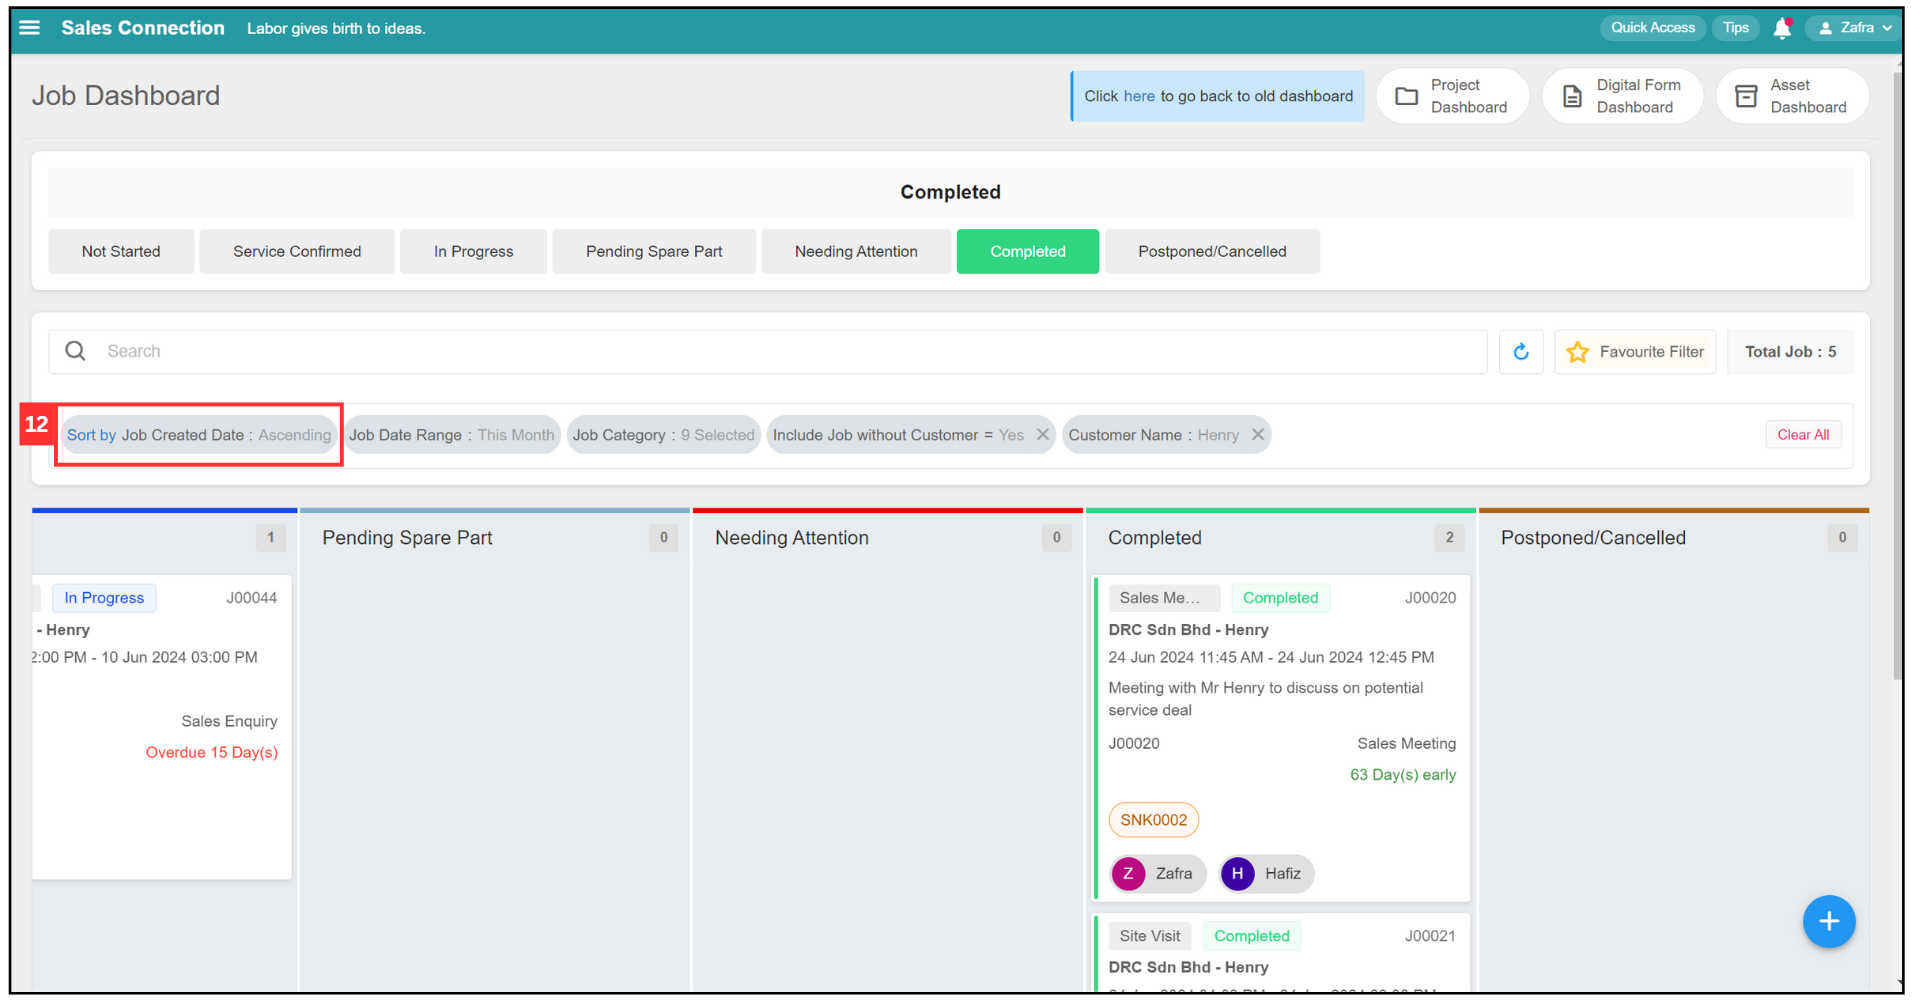 Sales Connection Labor gives birth to ideas. Quick Access Tips Zafra
Job Dashboard
Click here to go back to old dashboard
Project
Dashboard
Digital Form
Dashboard
Asset
Dashboard
Completed
Not Started Service Confirmed In Progress Pending Spare Part Needing Attention Completed Postponed/Cancelled
Search Favourite Filter Total Job : 5
12 Sort by Job Created Date : Ascending Job Date Range : This Month Job Category : 9 Selected Include Job without Customer = Yes Customer Name : Henry Clear All
1 Pending Spare Part 0 Needing Attention 0 Completed 2 Postponed/Cancelled 0
In Progress J00044
- Henry
2:00 PM - 10 Jun 2024 03:00 PM
Sales Enquiry
Overdue 15 Day(s)
Sales Me... Completed J00020
DRC Sdn Bhd - Henry
24 Jun 2024 11:45 AM - 24 Jun 2024 12:45 PM
Meeting with Mr Henry to discuss on potential
service deal
J00020 Sales Meeting
63 Day(s) early
SNK0002
Z Zafra H Hafiz
Site Visit Completed J00021
DRC Sdn Bhd - Henry